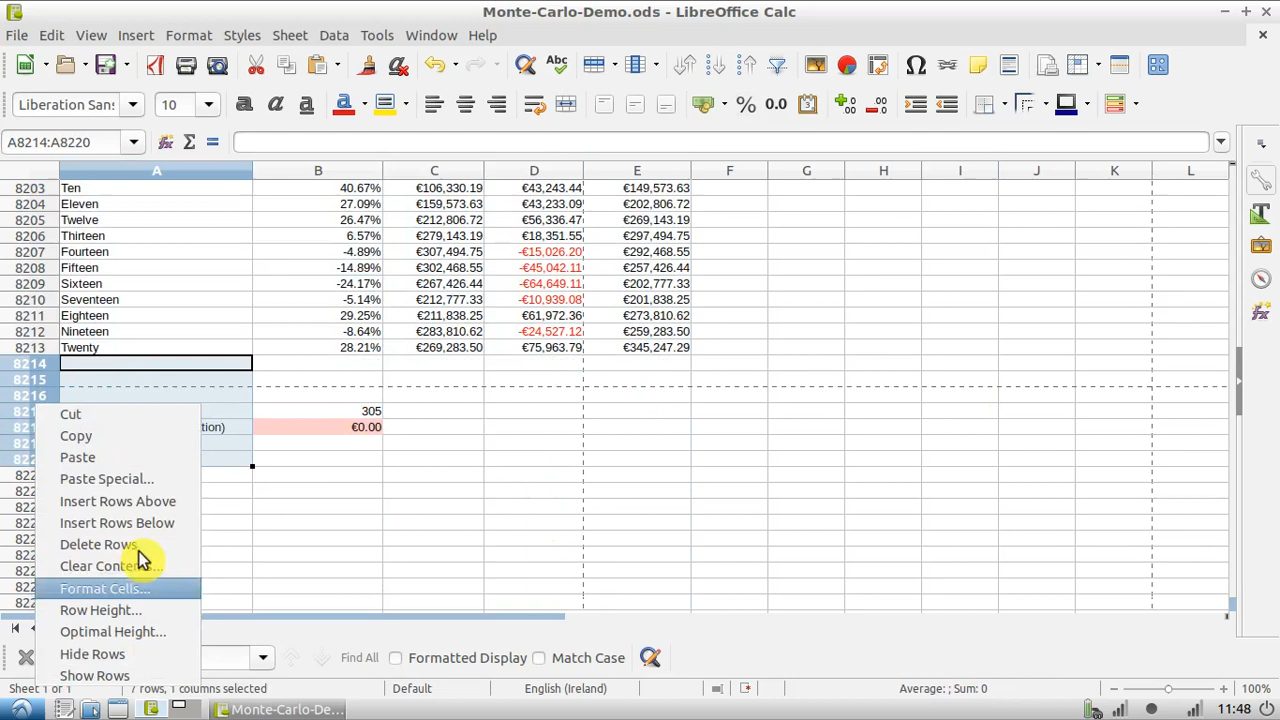 Monte-Carlo-Demo.ods - LibreOffice Calc
File Edit View Insert Format Styles Sheet Data Tools Window Help
Liberation Sans 10
A8214:A8220
A B C D E F G H I J K L
8203 Ten 40.67% €106,330.19 €43,243.44 €149,573.63
8204 Eleven 27.09% €159,573.63 €43,233.09 €202,806.72
8205 Twelve 26.47% €212,806.72 €56,336.47 €269,143.19
8206 Thirteen 6.57% €279,143.19 €18,351.55 €297,494.75
8207 Fourteen -4.89% €307,494.75 -€15,026.20 €292,468.55
8208 Fifteen -14.89% €302,468.55 -€45,042.11 €257,426.44
8209 Sixteen -24.17% €267,426.44 -€64,649.11 €202,777.33
8210 Seventeen -5.14% €212,777.33 -€10,939.08 €201,838.25
8211 Eighteen 29.25% €211,838.25 €61,972.36 €273,810.62
8212 Nineteen -8.64% €283,810.62 -€24,527.12 €259,283.50
8213 Twenty 28.21% €269,283.50 €75,963.79 €345,247.29
8214
8215
8216
305
tion) €0.00
Cut
Copy
Paste
Paste Special...
Insert Rows Above
Insert Rows Below
Delete Rows
Clear Contents...
Format Cells...
Row Height...
Optimal Height...
Hide Rows
Show Rows
Find All Formatted Display Match Case
Sheet 1 of 1 7 rows, 1 columns selected Default English (Ireland) Average: ; Sum: 0 100%
Monte-Carlo-De... 11:48